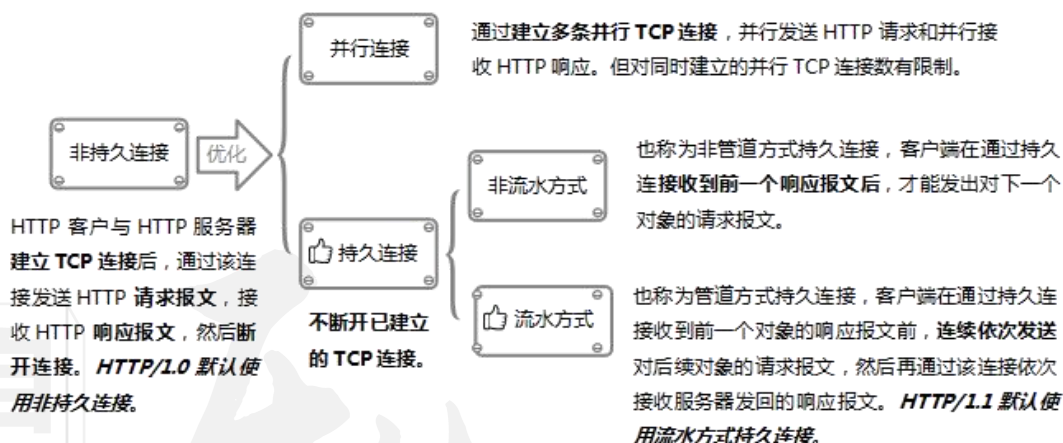 并行连接
通过建立多条并行 TCP 连接，并行发送 HTTP 请求和并行接
收 HTTP 响应。但对同时建立的并行 TCP 连接数有限制。
非持久连接
优化
HTTP 客户与 HTTP 服务器
建立 TCP 连接后，通过该连
接发送 HTTP 请求报文，接
收 HTTP 响应报文，然后断
开连接。HTTP/1.0 默认使
用非持久连接。
持久连接
不断开已建立
的 TCP 连接。
非流水方式
也称为非管道方式持久连接，客户端在通过持久
连接收到前一个响应报文后，才能发出对下一个
对象的请求报文。
流水方式
也称为管道方式持久连接，客户端在通过持久连
接收到前一个对象的响应报文前，连续依次发送
对后续对象的请求报文，然后再通过该连接依次
接收服务器发回的响应报文。HTTP/1.1 默认使
用流水方式持久连接。